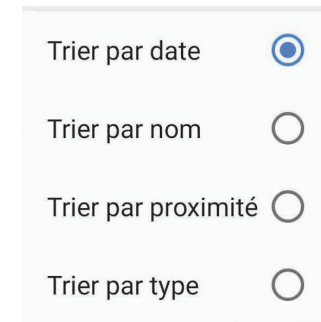 Trier par date
Trier par nom
Trier par proximité
Trier par type